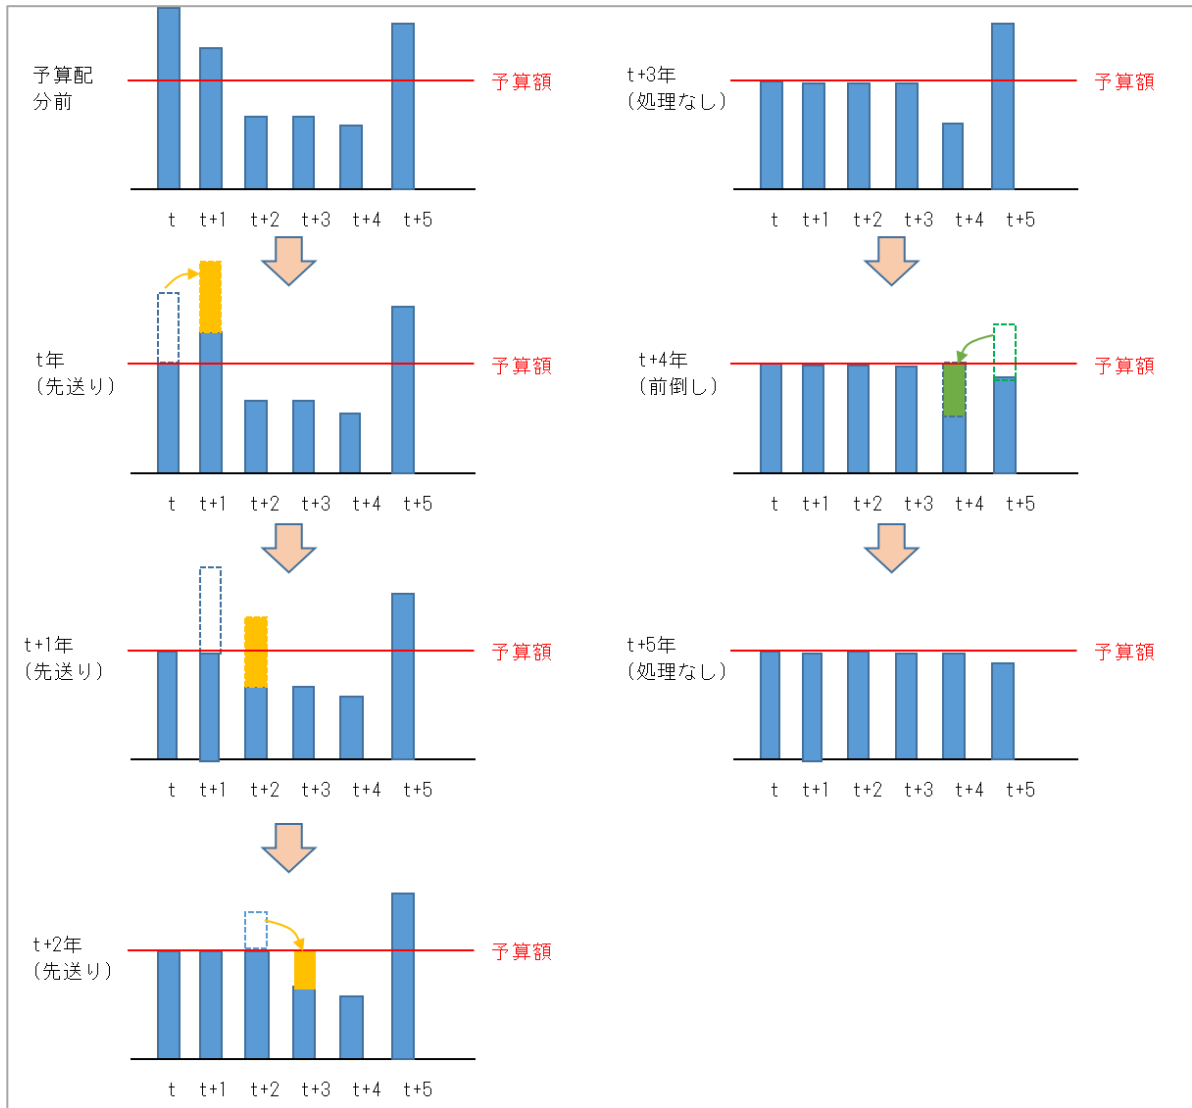 予算配
分前
予算額
t t+1 t+2 t+3 t+4 t+5
t年
(先送り)
予算額
t t+1 t+2 t+3 t+4 t+5
t+1年
(先送り)
予算額
t t+1 t+2 t+3 t+4 t+5
t+2年
(先送り)
予算額
t t+1 t+2 t+3 t+4 t+5
t+3年
(処理なし)
予算額
t t+1 t+2 t+3 t+4 t+5
t+4年
(前倒し)
予算額
t t+1 t+2 t+3 t+4 t+5
t+5年
(処理なし)
予算額
t t+1 t+2 t+3 t+4 t+5